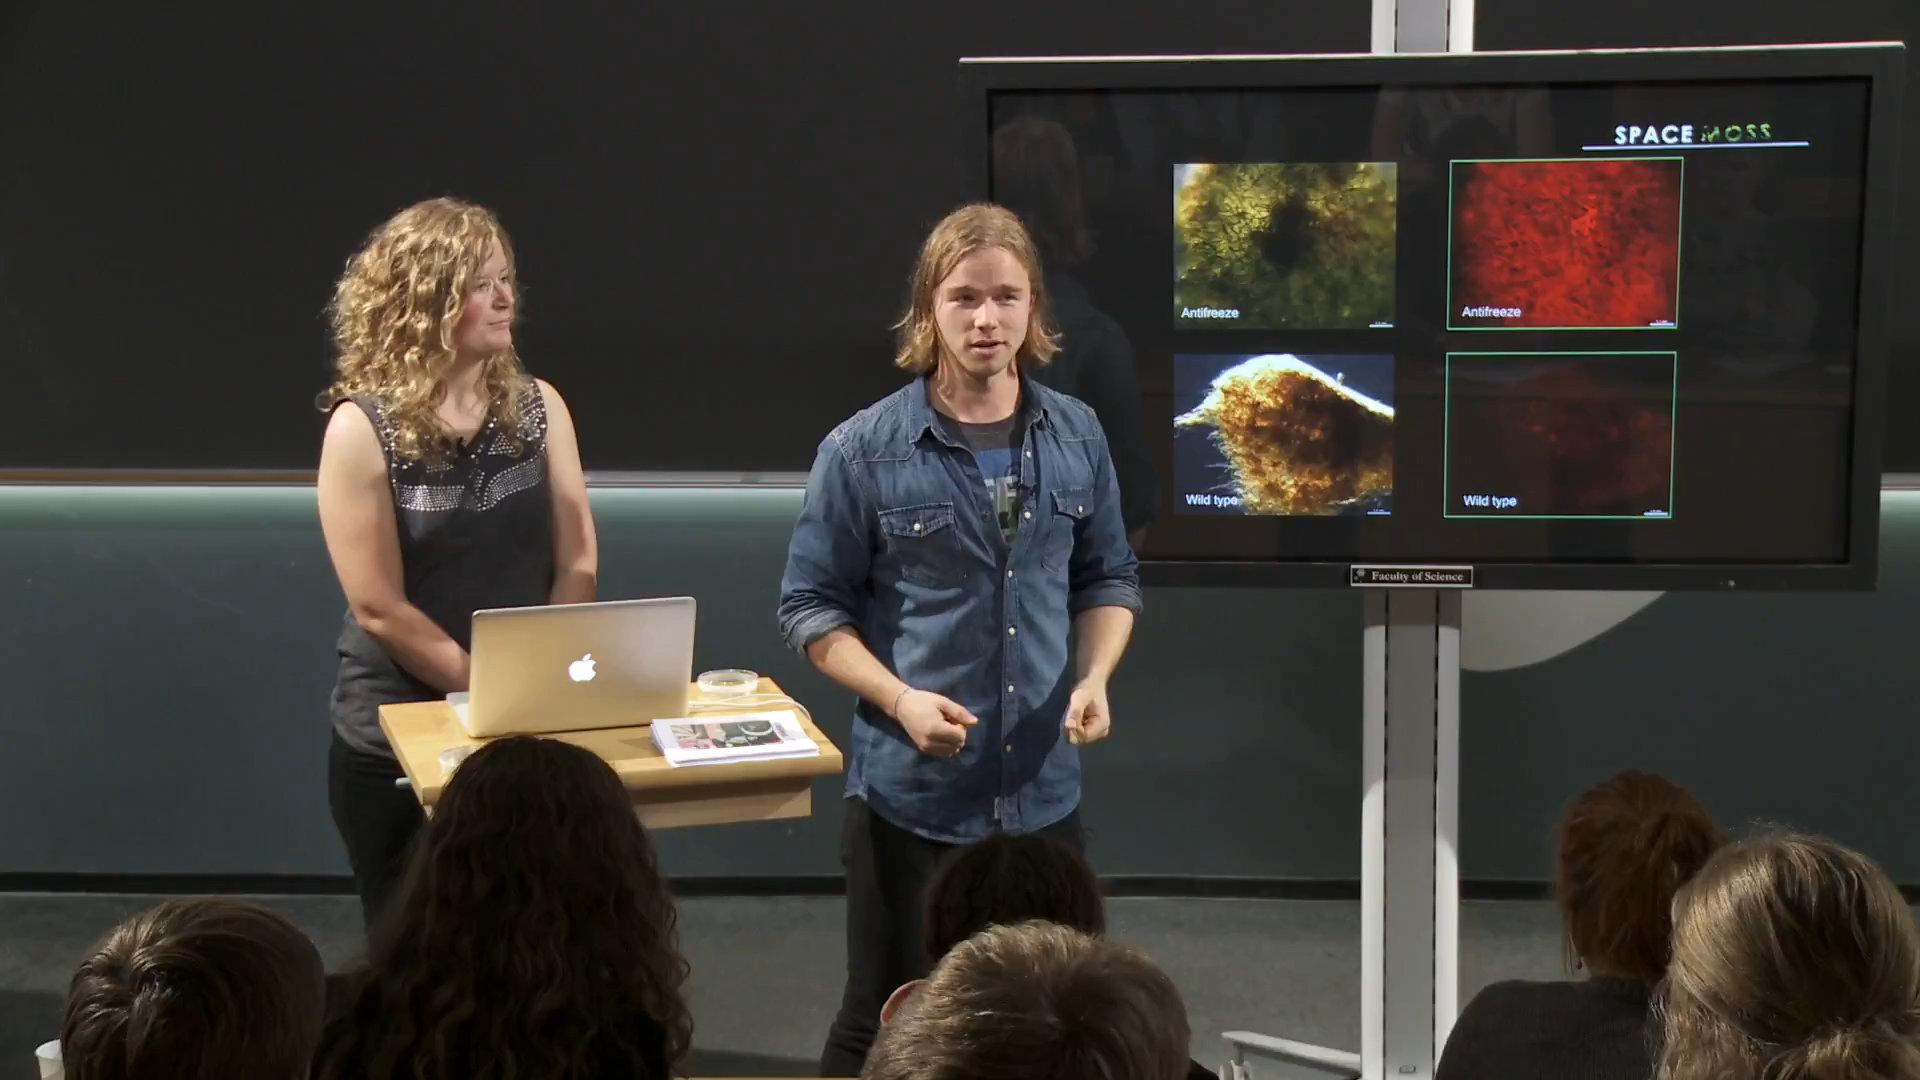 SPACE MOSS
Antifreeze
Antifreeze
Wild type
Wild type
Faculty of Science